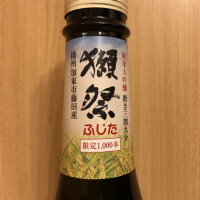 純米大吟醸 磨き三割九分
獺祭
ふじた
播州加東市藤田産
限定1,000本